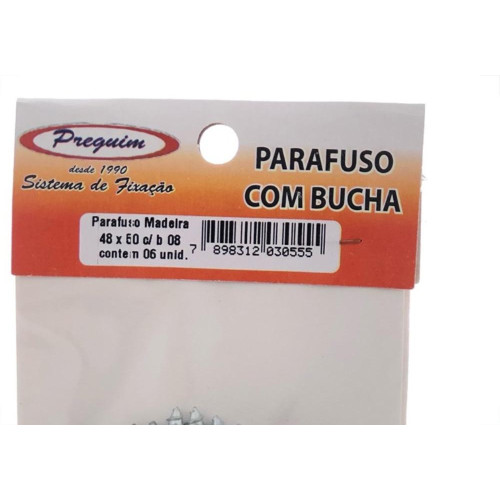 Preguim
desde 1990
Sistema de Fixação
PARAFUSO
COM BUCHA
Parafuso Madeira
48 x 50 c/ b 08
contem 06 unid.
7 898312 030555